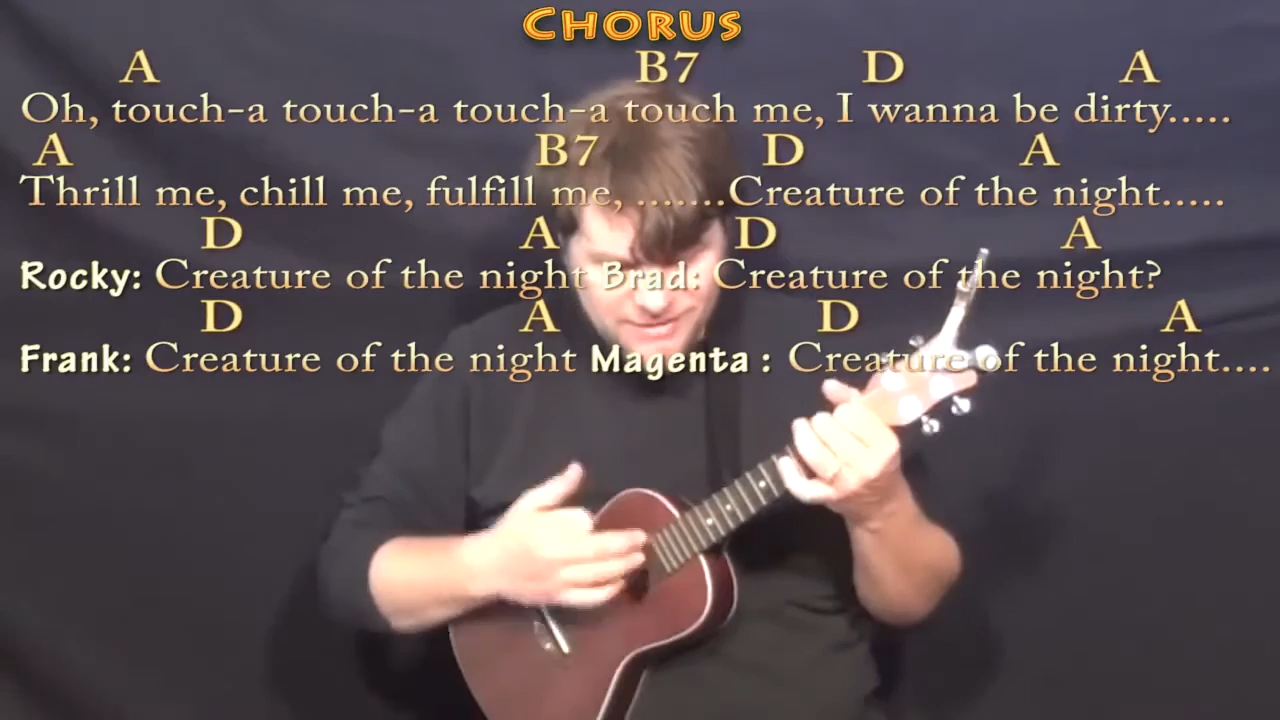 CHORUS
A B7 D A
Oh, touch-a touch-a touch-a touch me, I wanna be dirty.....
A B7 D A
Thrill me, chill me, fulfill me, .......Creature of the night.....
D A D A
Rocky: Creature of the night Brad: Creature of the night?
D A D A
Frank: Creature of the night Magenta : Creature of the night....